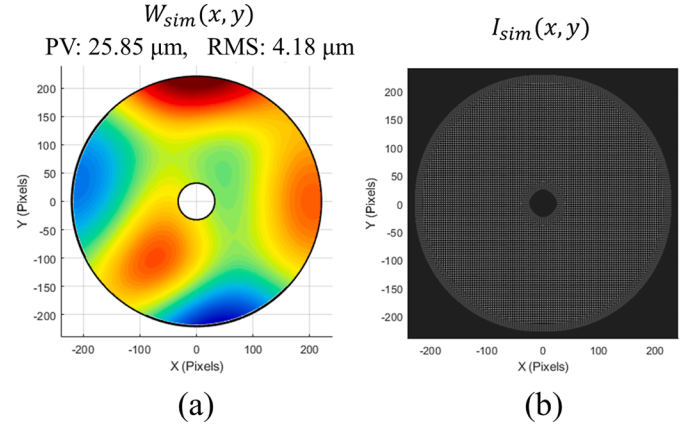 W_sim(x, y)
PV: 25.85 μm, RMS: 4.18 μm
200
150
100
50
0
-50
-100
-150
-200
Y (Pixels)
-200 -100 0 100 200
X (Pixels)
(a)
I_sim(x, y)
200
150
100
50
0
-50
-100
-150
-200
Y (Pixels)
-200 -100 0 100 200
X (Pixels)
(b)